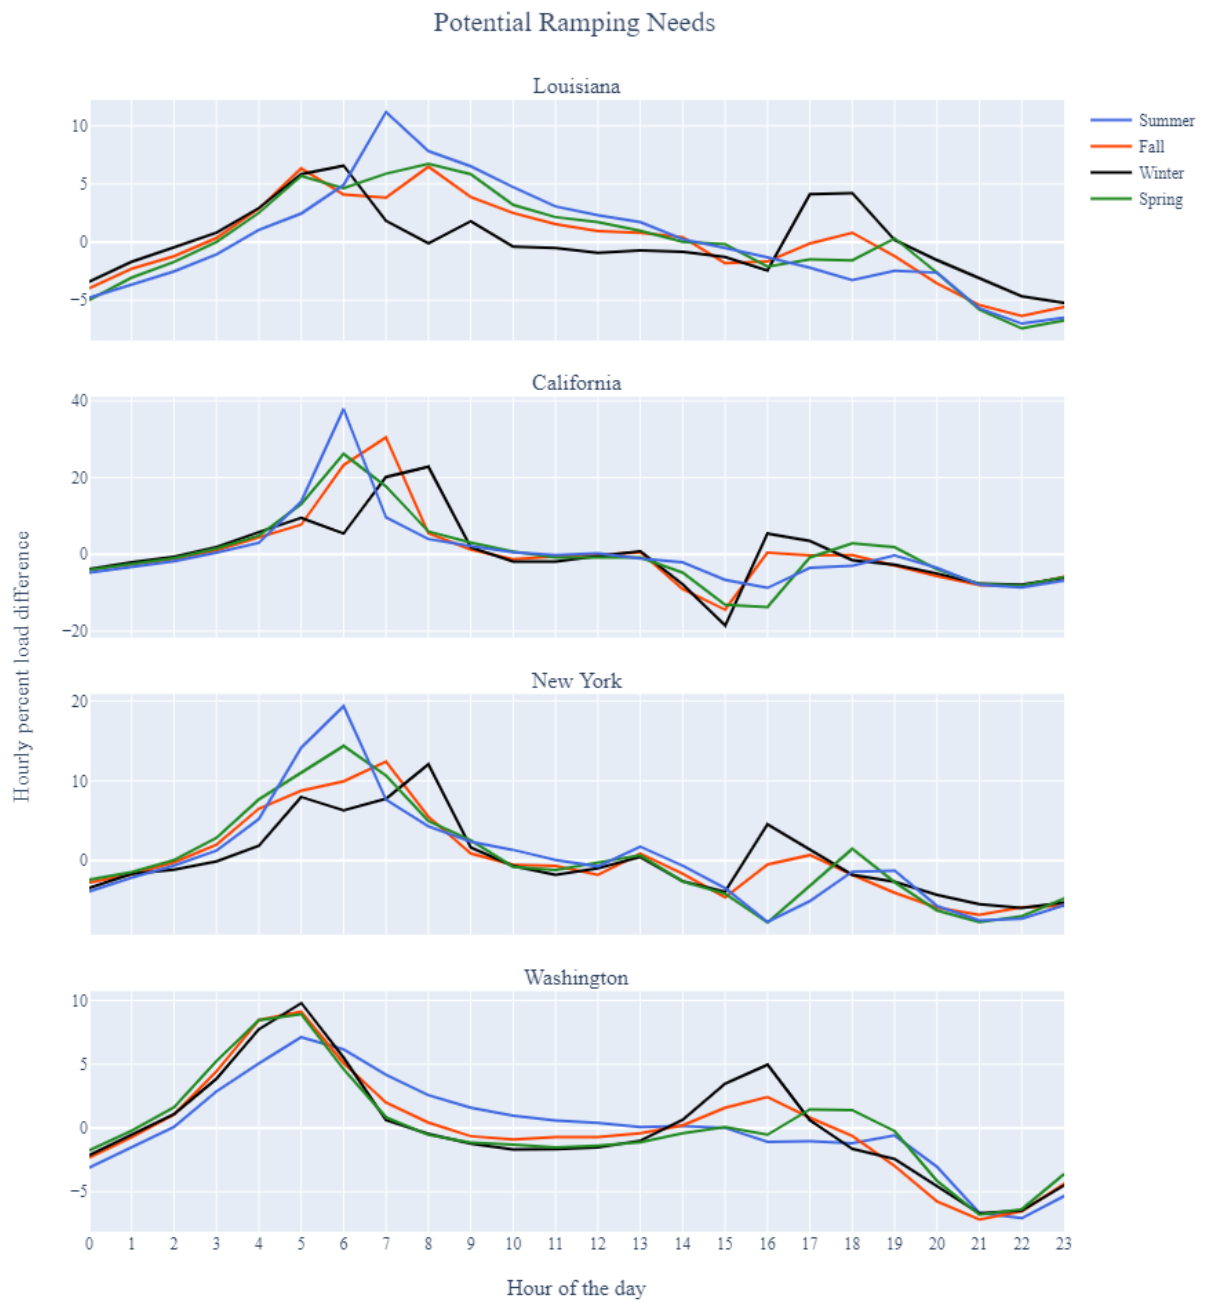 Potential Ramping Needs
Louisiana
10
5
0
−5
Summer
Fall
Winter
Spring
California
40
20
0
−20
Hourly percent load difference
New York
20
10
0
Washington
10
5
0
−5
0 1 2 3 4 5 6 7 8 9 10 11 12 13 14 15 16 17 18 19 20 21 22 23
Hour of the day